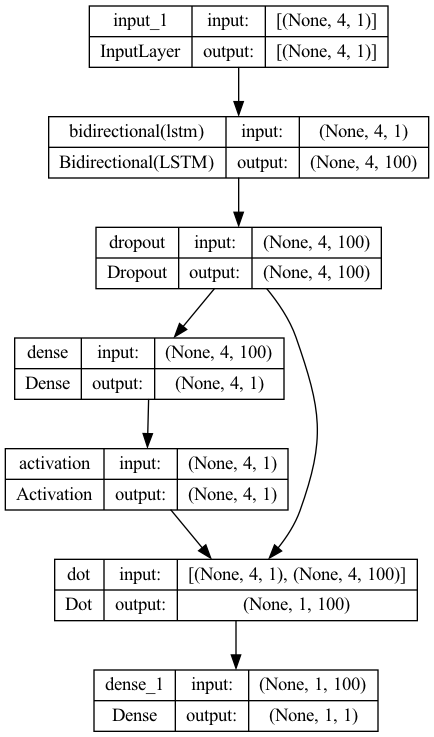 input_1 input: [(None, 4, 1)]
InputLayer output: [(None, 4, 1)]
bidirectional(lstm) input: (None, 4, 1)
Bidirectional(LSTM) output: (None, 4, 100)
dropout input: (None, 4, 100)
Dropout output: (None, 4, 100)
dense input: (None, 4, 100)
Dense output: (None, 4, 1)
activation input: (None, 4, 1)
Activation output: (None, 4, 1)
dot input: [(None, 4, 1), (None, 4, 100)]
Dot output: (None, 1, 100)
dense_1 input: (None, 1, 100)
Dense output: (None, 1, 1)